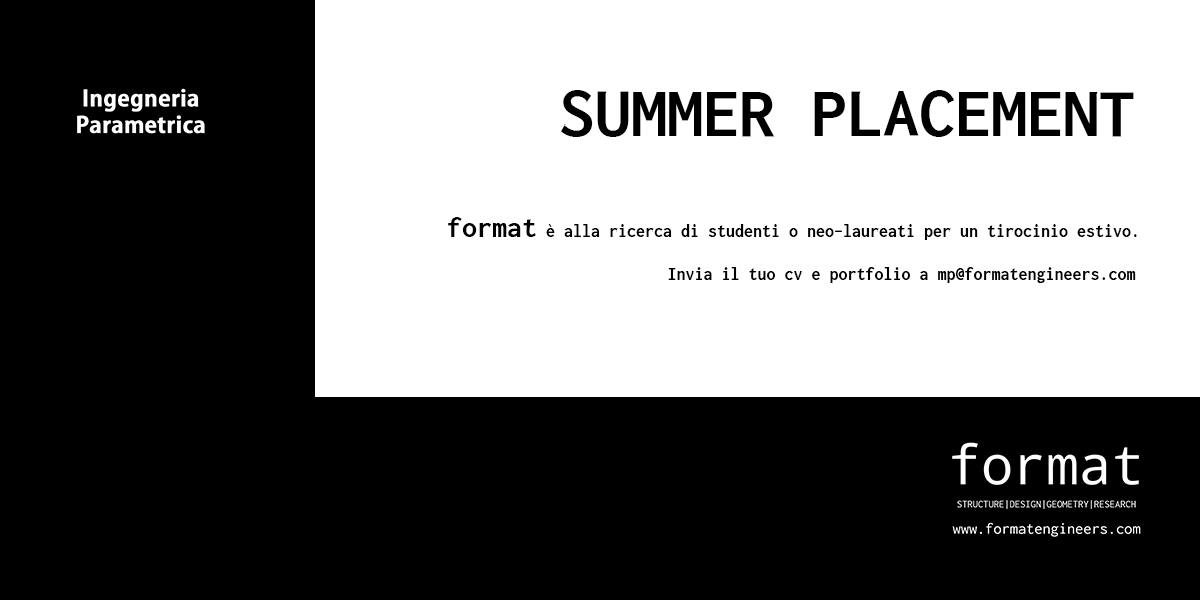 Ingegneria
Parametrica
SUMMER PLACEMENT
format è alla ricerca di studenti o neo-laureati per un tirocinio estivo.
Invia il tuo cv e portfolio a mp@formatengineers.com
format
STRUCTURE|DESIGN|GEOMETRY|RESEARCH
www.formatengineers.com